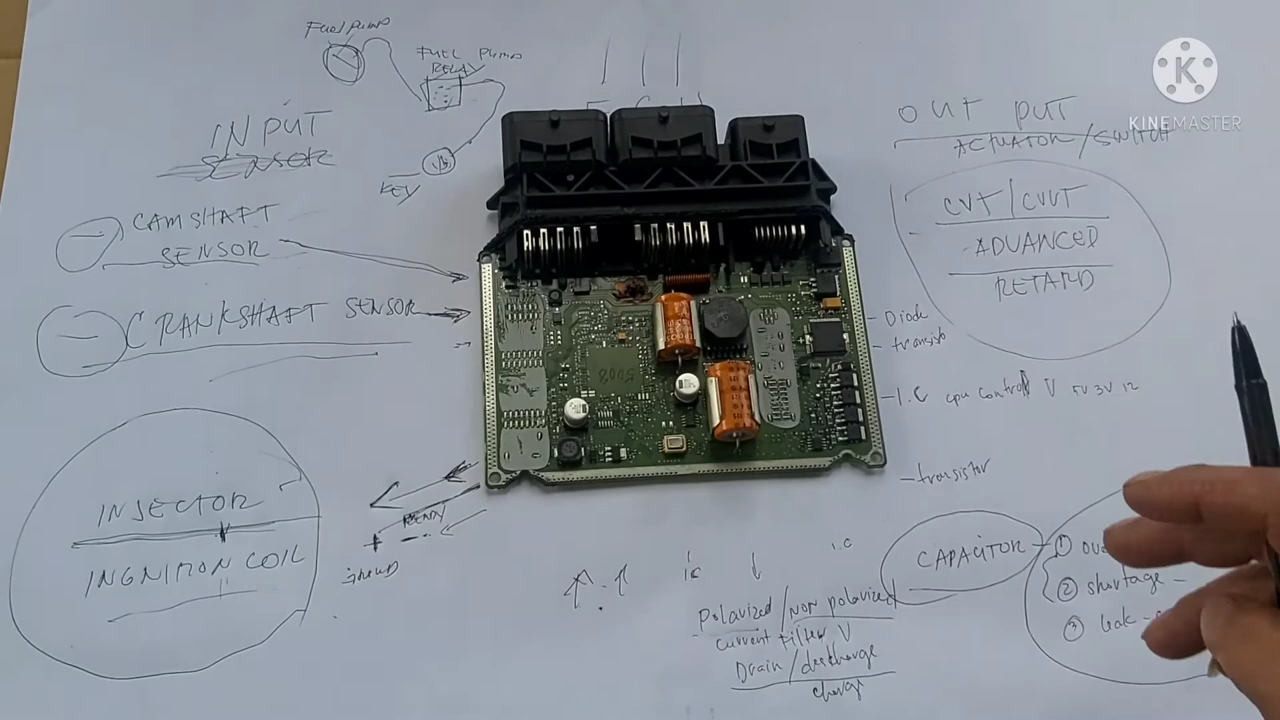 Fuel pump
FUEL PUMP
RELAY
KEY
INPUT
SENSOR
CAMSHAFT
SENSOR
CRANKSHAFT SENSOR
INJECTOR
INGNITION COIL
READY
+ --
OUT PUT
ACTUATOR/SWITCH
CVT/CVVT
ADVANCED
RETARD
Diode
transisto
I.C cpu control V 5V 3V 12
transistor
i.c
CAPACITOR
①
② shortage -
③ leak
Polarized/NON polarized
current filter V
Drain/discharge
charge
5008
KINEMASTER